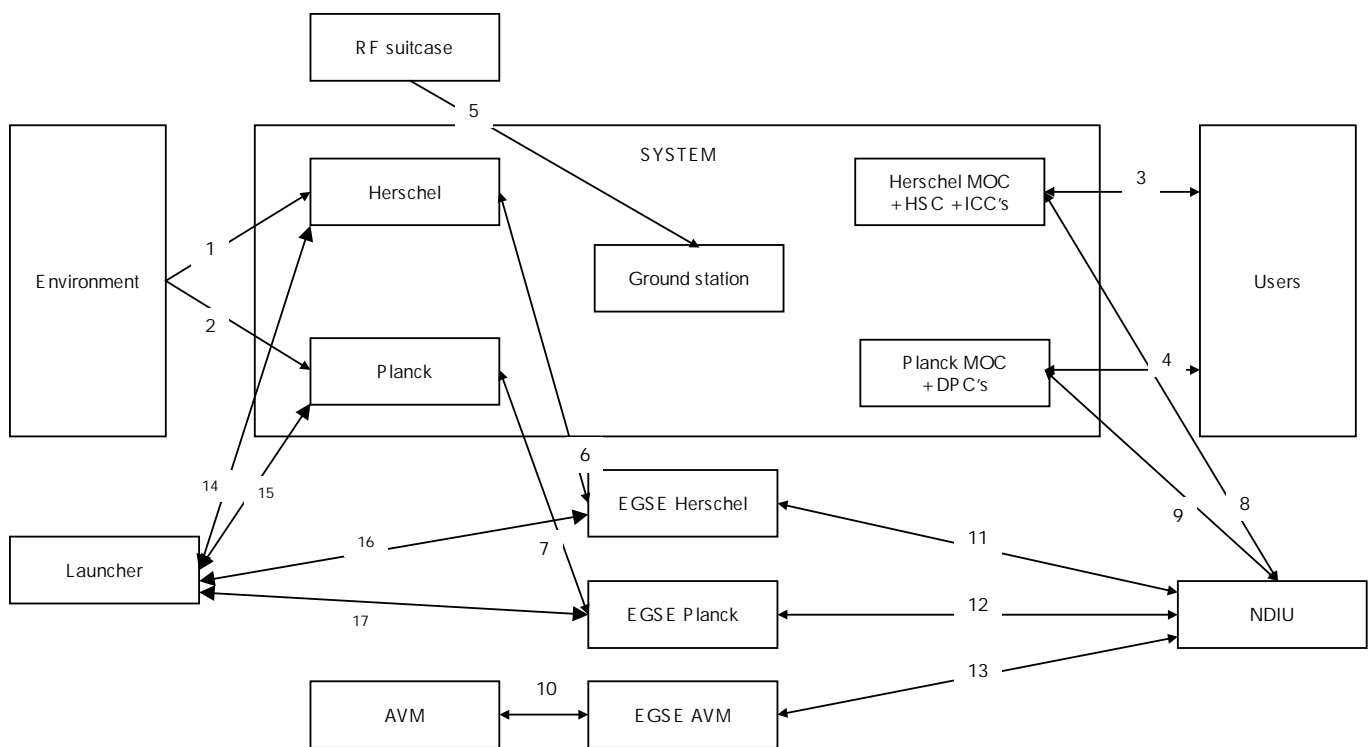 RF suitcase
5
SYSTEM
Environment
Herschel
Herschel MOC
+HSC +ICC's
3
Users
1
Ground station
2
Planck
Planck MOC
+DPC's
4
14
15
6
EGSE Herschel
8
9
16
7
11
Launcher
17
EGSE Planck
12
NDIU
13
10
AVM
EGSE AVM